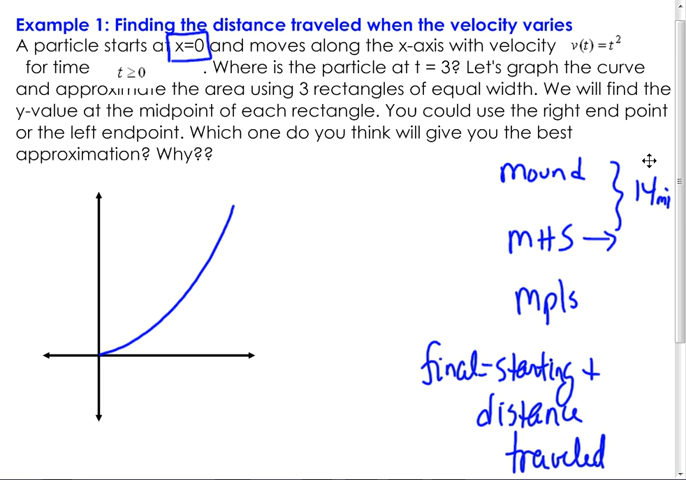 Example 1: Finding the distance traveled when the velocity varies
A particle starts at x=0 and moves along the x-axis with velocity v(t) = t²
for time t ≥ 0 . Where is the particle at t = 3? Let's graph the curve
and approximate the area using 3 rectangles of equal width. We will find the
y-value at the midpoint of each rectangle. You could use the right end point
or the left endpoint. Which one do you think will give you the best
approximation? Why??
mound
14mi
MHS →
mpls
final=starting +
distance
traveled